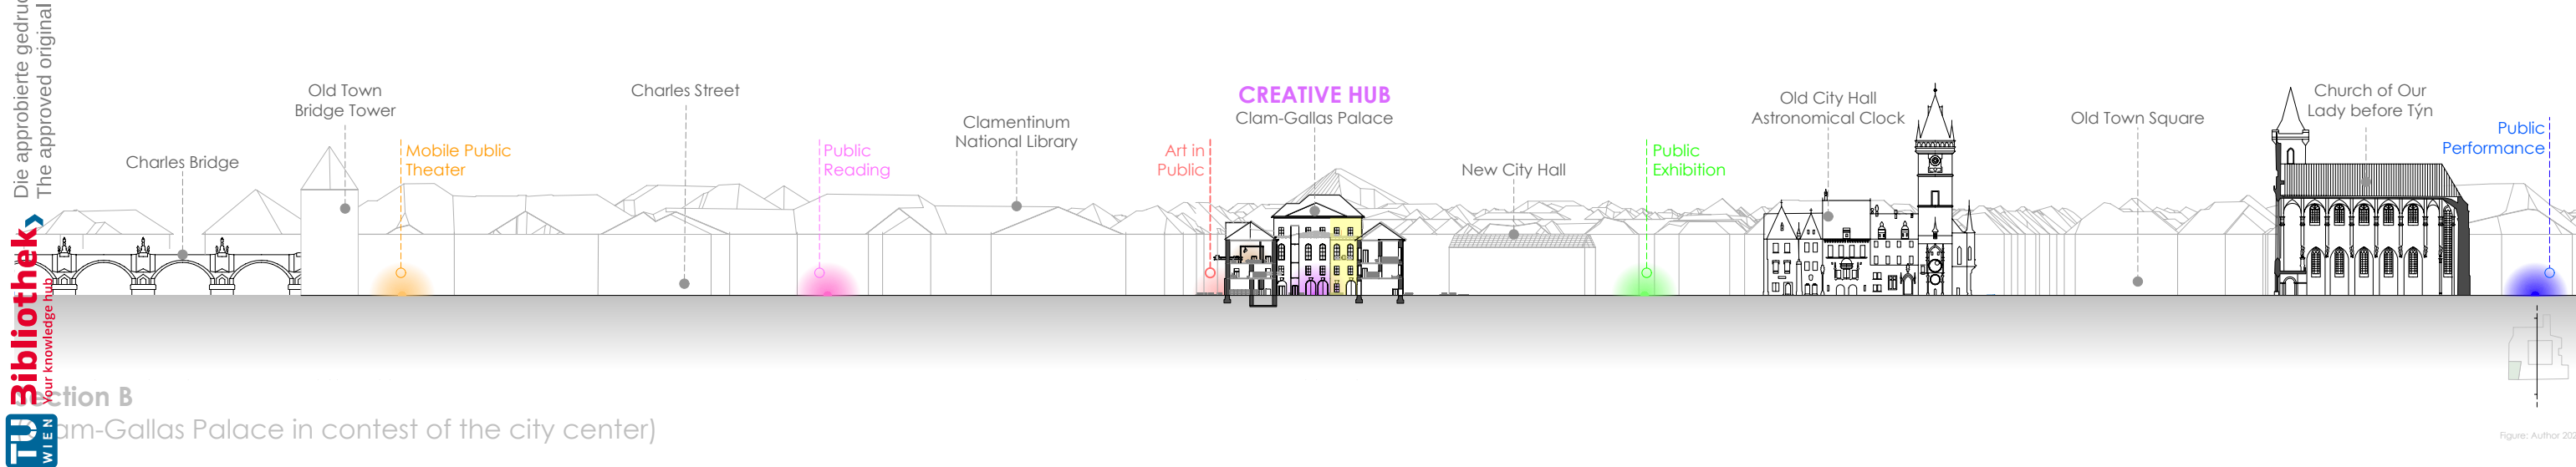 Die approbierte gedruc
The approved original
Bibliothek
Your knowledge hub
TU
WIEN
Charles Bridge
Old Town
Bridge Tower
Mobile Public
Theater
Charles Street
Public
Reading
Clamentinum
National Library
Art in
Public
CREATIVE HUB
Clam-Gallas Palace
New City Hall
Public
Exhibition
Old City Hall
Astronomical Clock
Old Town Square
Church of Our
Lady before Týn
Public
Performance
ction B
am-Gallas Palace in contest of the city center)
Figure: Author 202